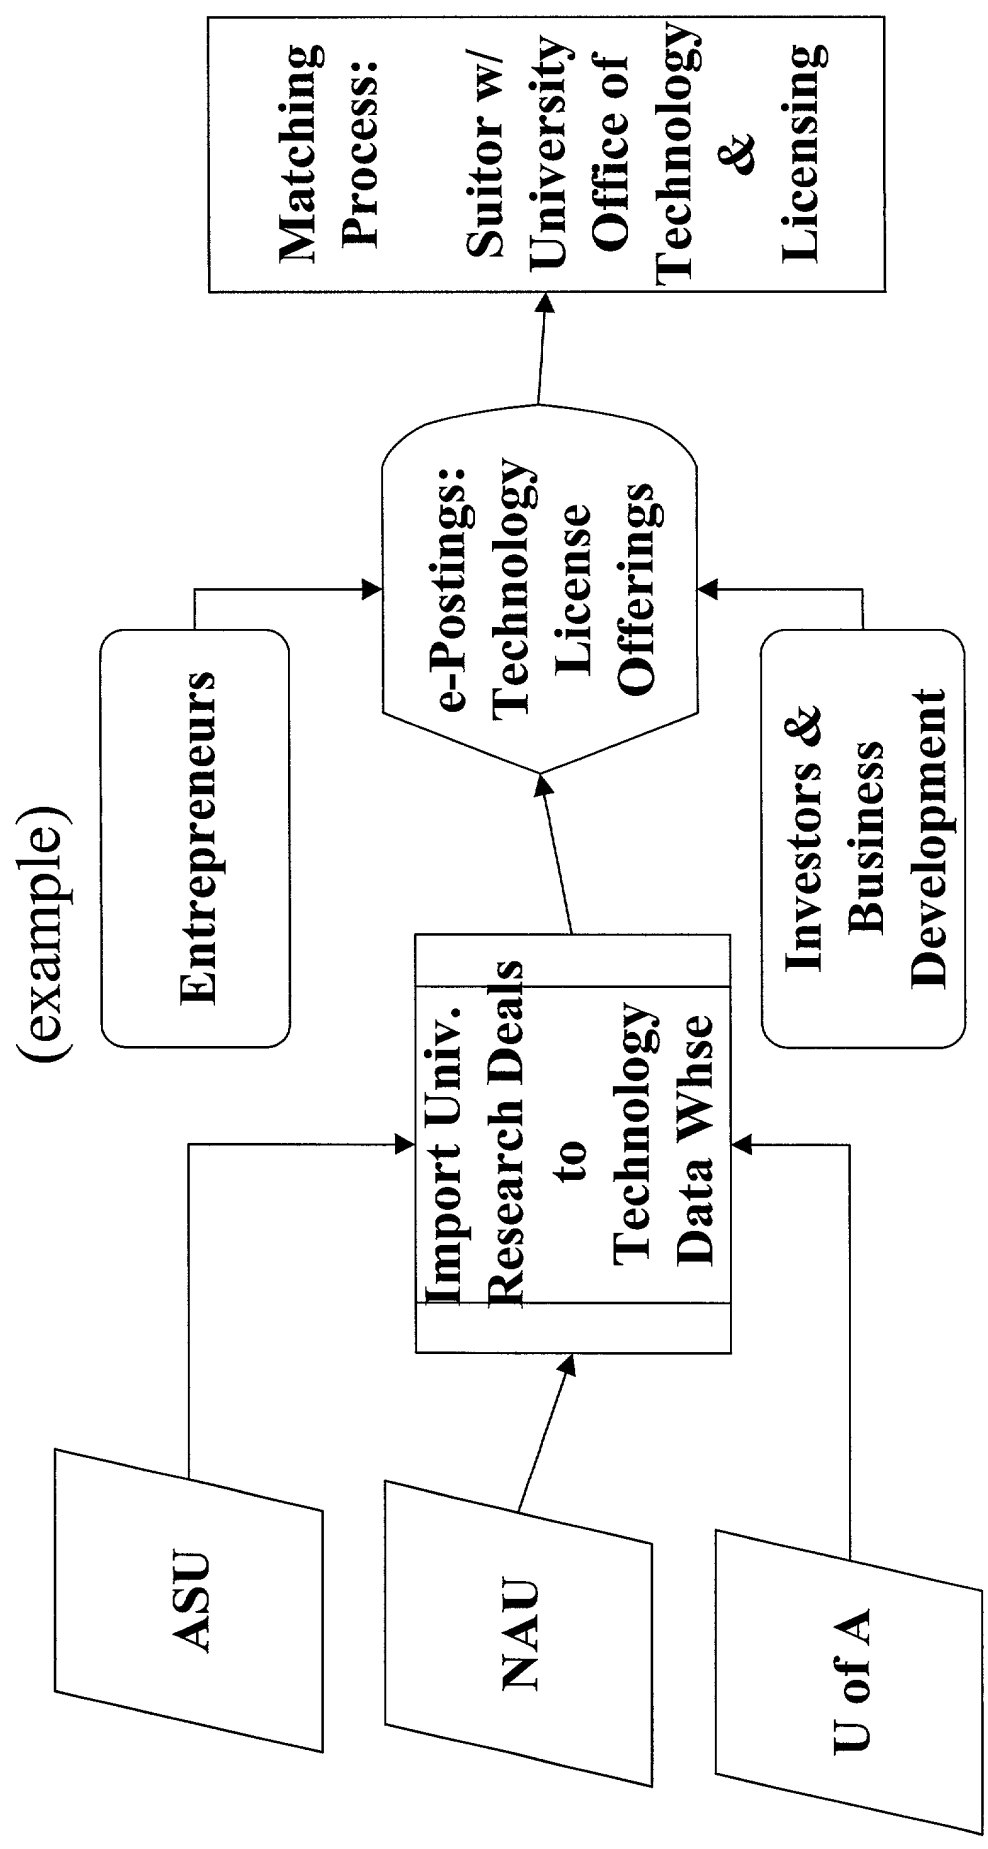 (example)
ASU
NAU
U of A
Import Univ.
Research Deals
to
Technology
Data Whse
Entrepreneurs
e-Postings:
Technology
License
Offerings
Investors &
Business
Development
Matching
Process:
Suitor w/
University
Office of
Technology
&
Licensing